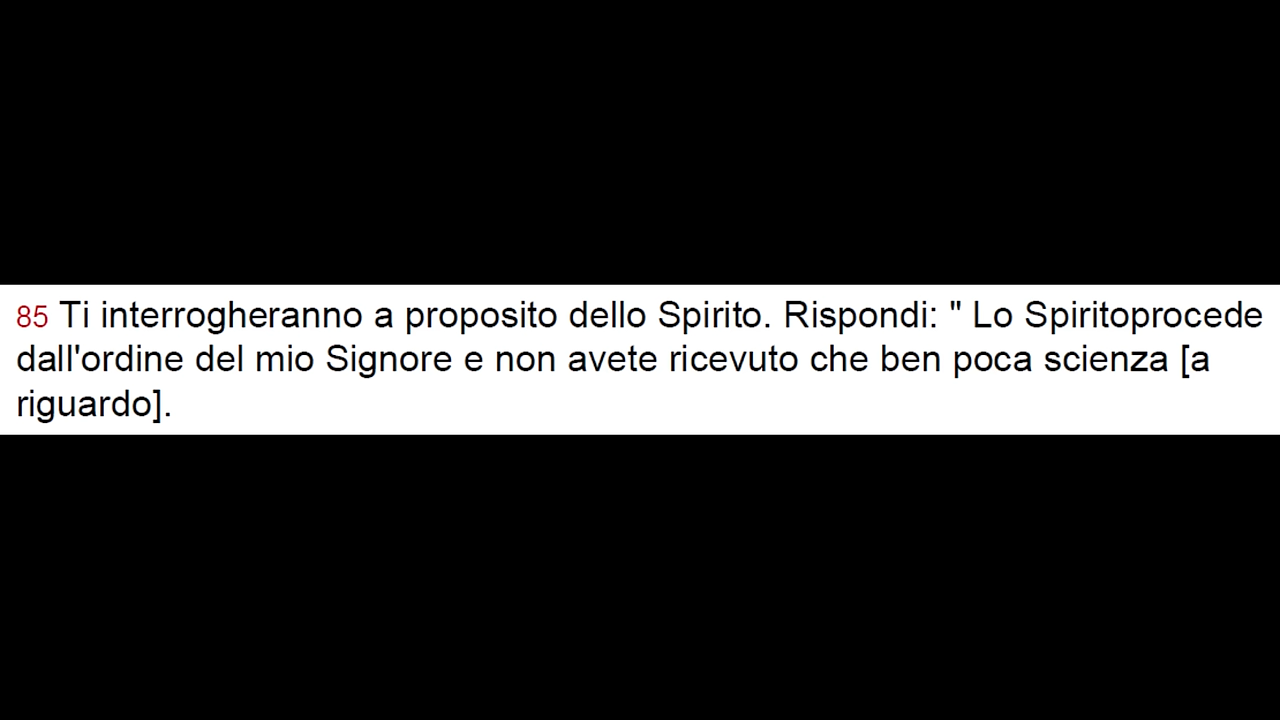 85 Ti interrogheranno a proposito dello Spirito. Rispondi: " Lo Spiritoprocede
dall'ordine del mio Signore e non avete ricevuto che ben poca scienza [a
riguardo].